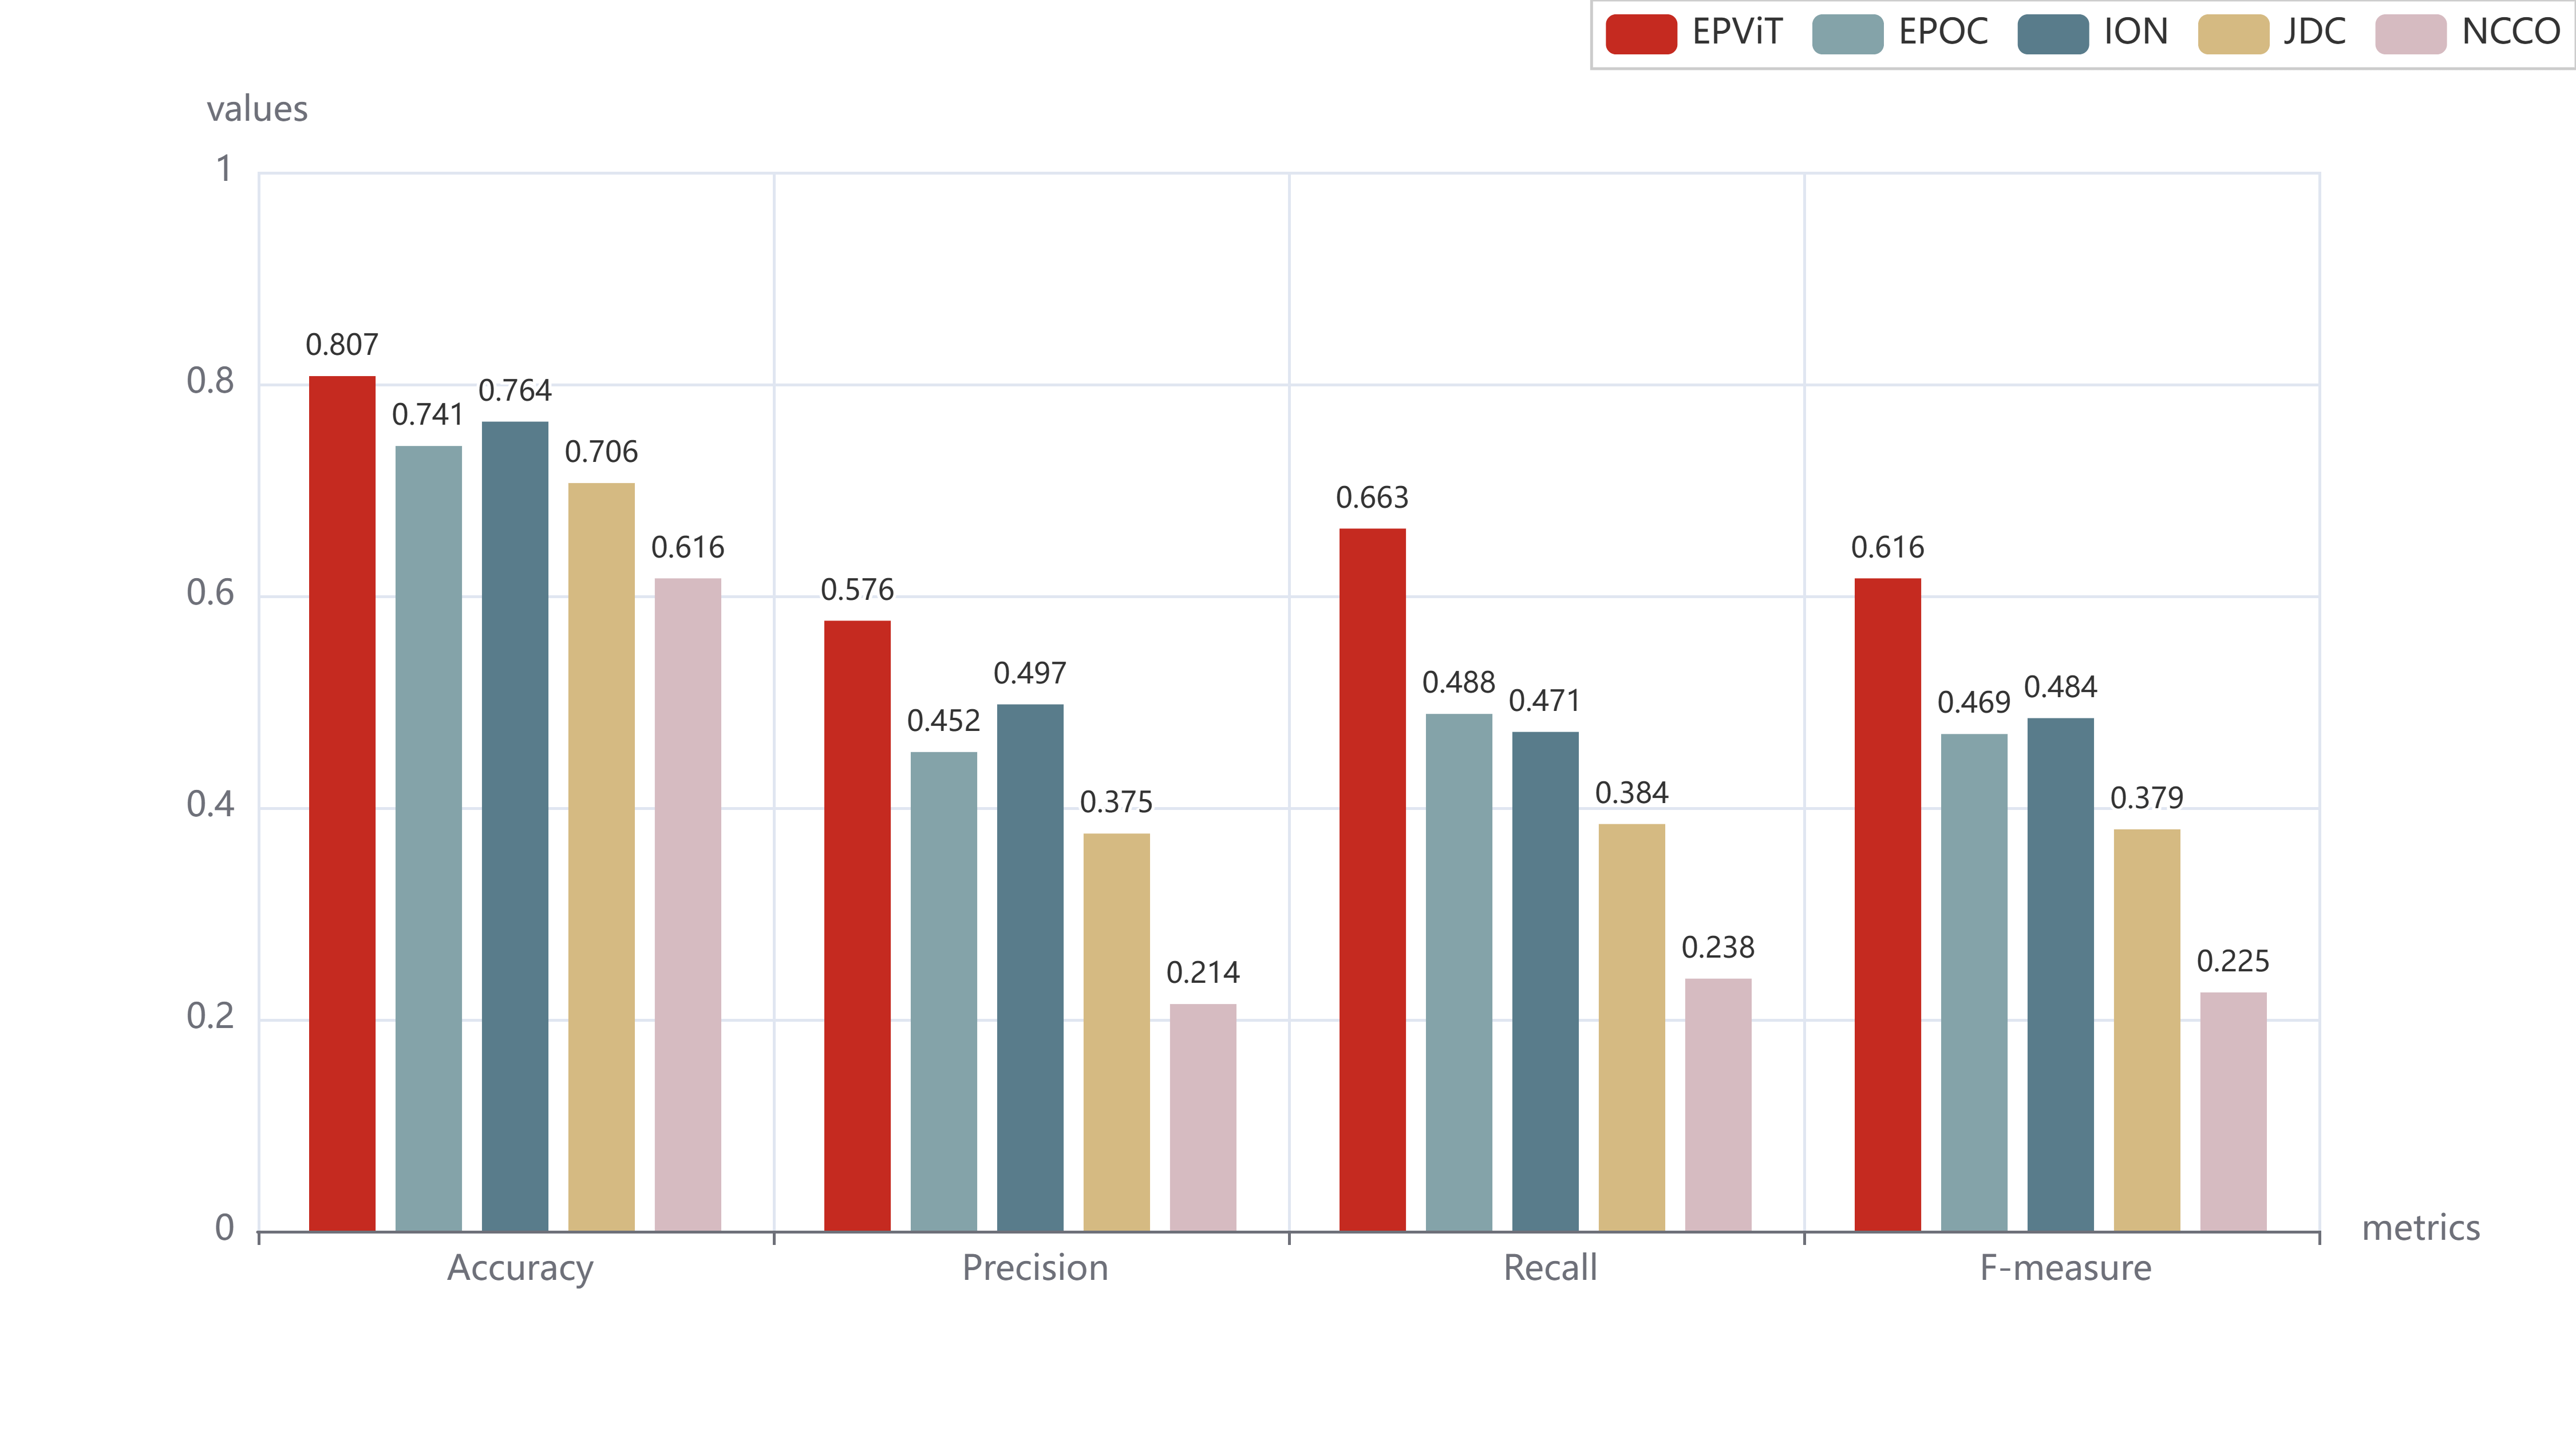 EPViT EPOC ION JDC NCCO
values
1
0.8
0.6
0.4
0.2
0
0.807 0.741 0.764 0.706 0.616
0.576 0.452 0.497 0.375 0.214
0.663 0.488 0.471 0.384 0.238
0.616 0.469 0.484 0.379 0.225
Accuracy Precision Recall F-measure
metrics